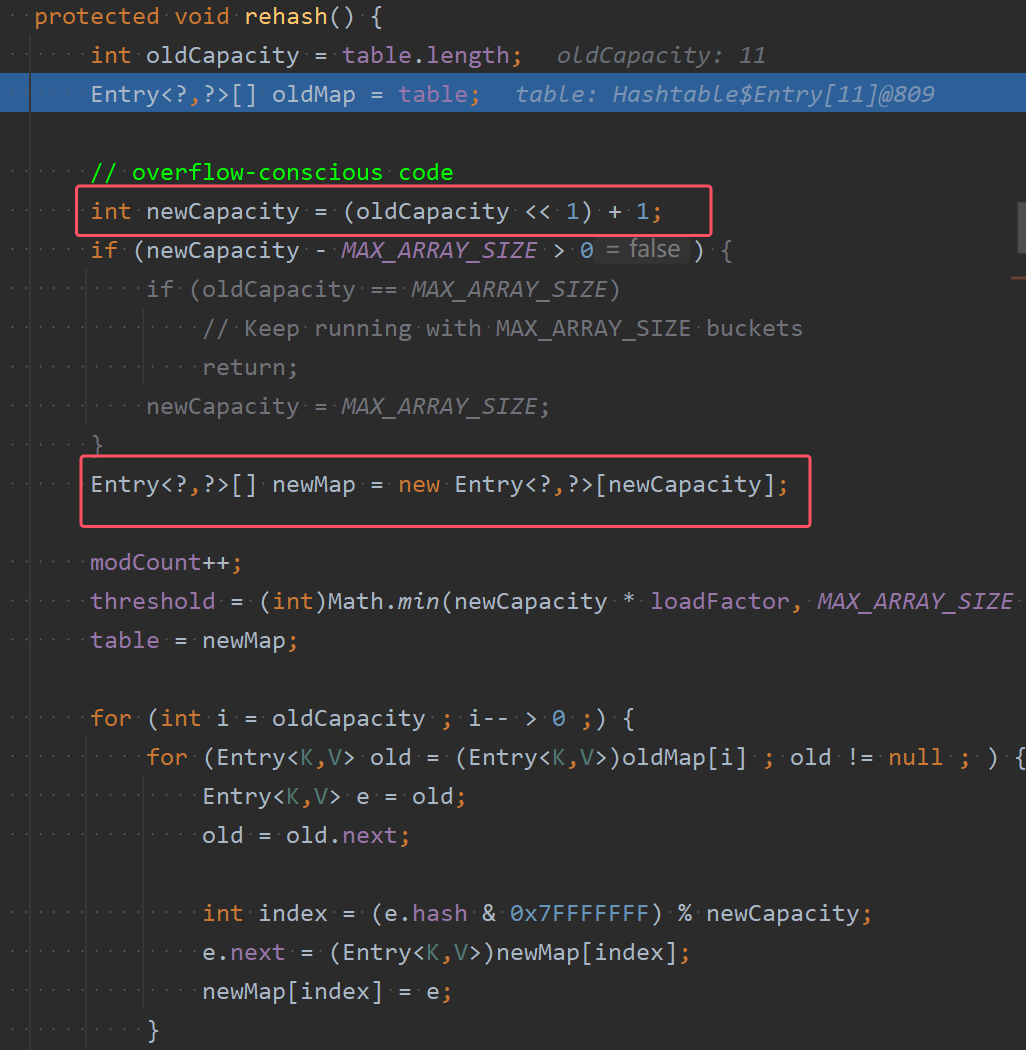 protected void rehash() {
int oldCapacity = table.length; oldCapacity: 11
Entry<?,?>[] oldMap = table; table: Hashtable$Entry[11]@809
// overflow-conscious code
int newCapacity = (oldCapacity << 1) + 1;
if (newCapacity - MAX_ARRAY_SIZE > 0 = false ) {
if (oldCapacity == MAX_ARRAY_SIZE)
// Keep running with MAX_ARRAY_SIZE buckets
return;
newCapacity = MAX_ARRAY_SIZE;
}
Entry<?,?>[] newMap = new Entry<?,?>[newCapacity];
modCount++;
threshold = (int)Math.min(newCapacity * loadFactor, MAX_ARRAY_SIZE
table = newMap;
for (int i = oldCapacity ; i-- > 0 ;) {
for (Entry<K,V> old = (Entry<K,V>)oldMap[i] ; old != null ; ) {
Entry<K,V> e = old;
old = old.next;
int index = (e.hash & 0x7FFFFFFF) % newCapacity;
e.next = (Entry<K,V>)newMap[index];
newMap[index] = e;
}